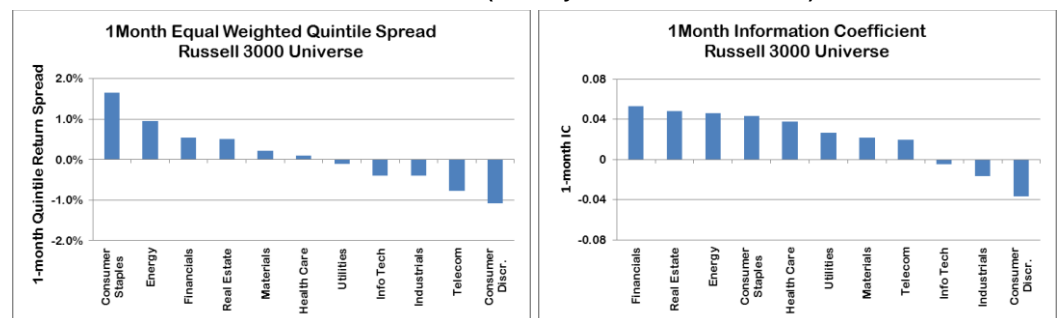 1Month Equal Weighted Quintile Spread
Russell 3000 Universe
1-month Quintile Return Spread
2.0%
1.0%
0.0%
-1.0%
-2.0%
Consumer
Staples
Energy
Financials
Real Estate
Materials
Health Care
Utilities
Info Tech
Industrials
Telecom
Consumer
Discr.
1Month Information Coefficient
Russell 3000 Universe
1-month IC
0.08
0.04
0
-0.04
-0.08
Financials
Real Estate
Energy
Consumer
Staples
Health Care
Utilities
Materials
Telecom
Info Tech
Industrials
Consumer
Discr.